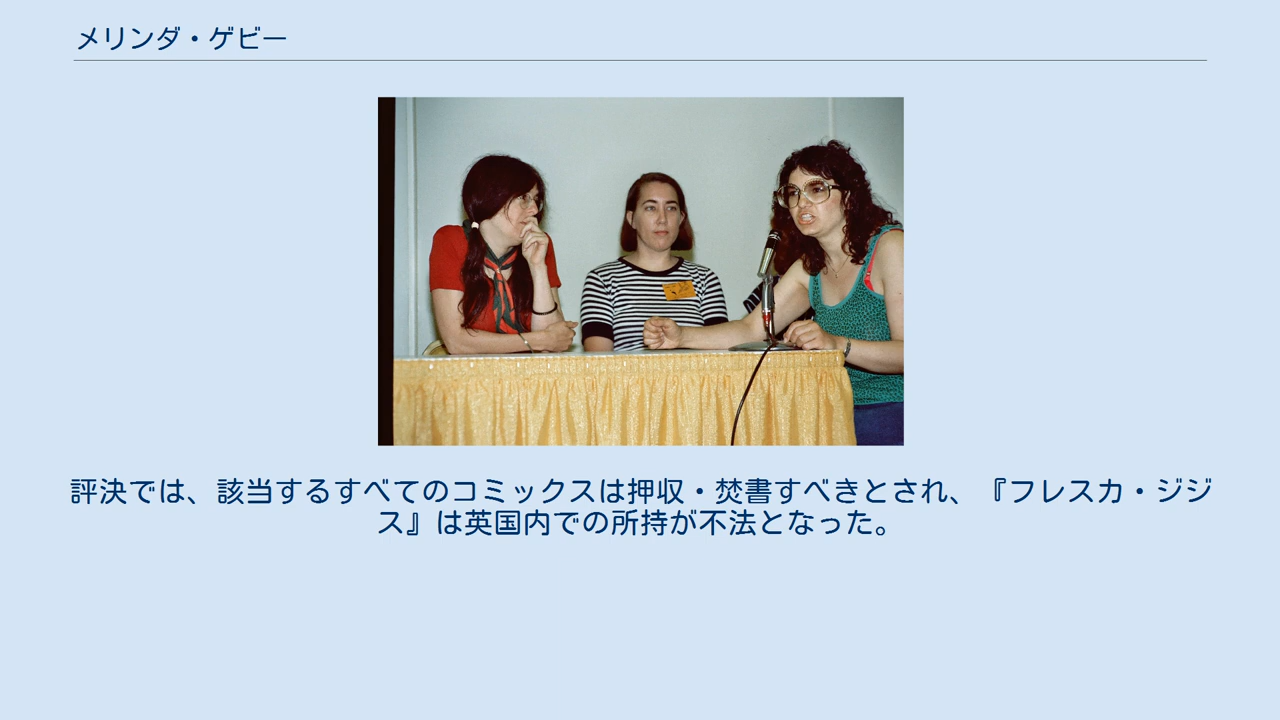 メリンダ・ゲビー
評決では、該当するすべてのコミックスは押収・焚書すべきとされ、『フレスカ・ジジ
ス』は英国内での所持が不法となった。